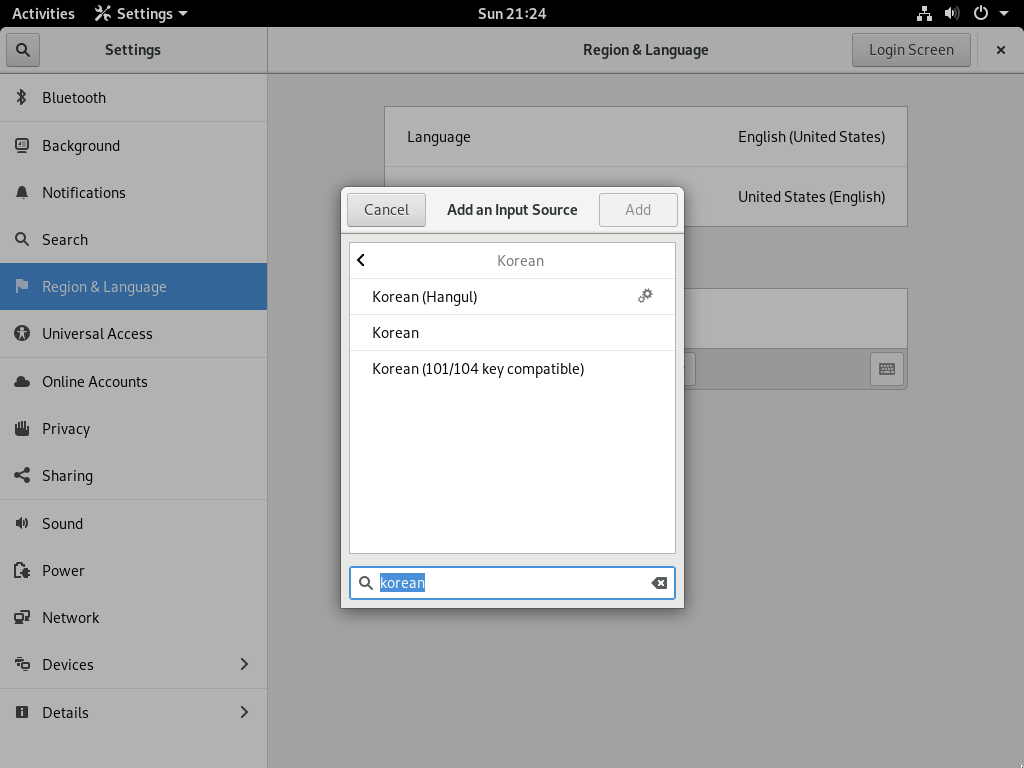 Activities Settings Sun 21:24
Settings Region & Language Login Screen
Bluetooth
Background
Notifications
Search
Region & Language
Universal Access
Online Accounts
Privacy
Sharing
Sound
Power
Network
Devices
Details
Language English (United States)
United States (English)
Cancel Add an Input Source Add
Korean
Korean (Hangul)
Korean
Korean (101/104 key compatible)
korean